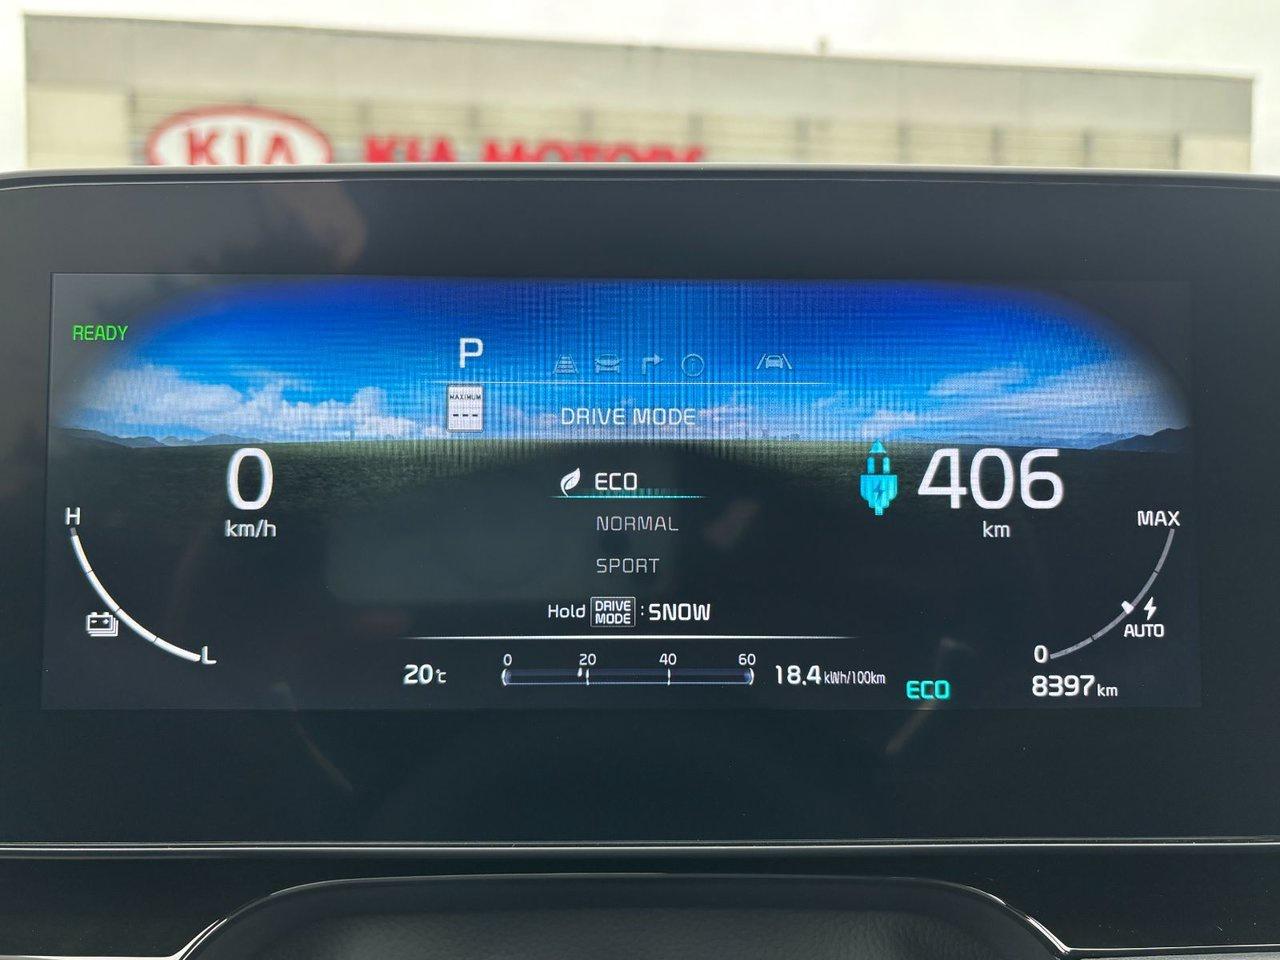 KIA KIA MOTORS
READY
P
MAXIMUM
---
DRIVE MODE
0
km/h
ECO
406
km
NORMAL
H
MAX
SPORT
Hold DRIVE MODE : SNOW
AUTO
L
0
0 20 40 60
20℃
18.4 kWh/100km
ECO
8397 km